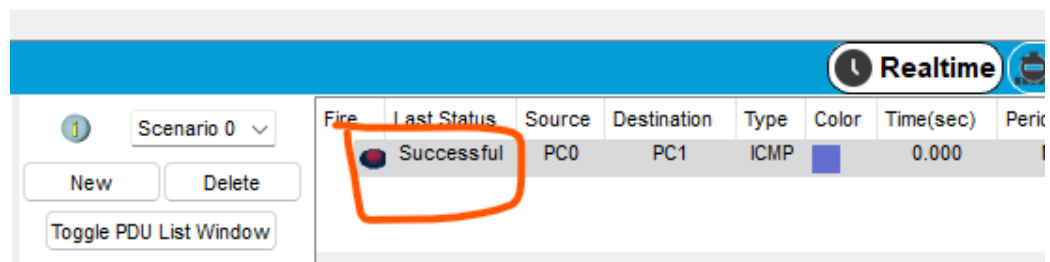 Realtime
Scenario 0
Fire Last Status Source Destination Type Color Time(sec) Perio
Successful PC0 PC1 ICMP 0.000
New Delete
Toggle PDU List Window